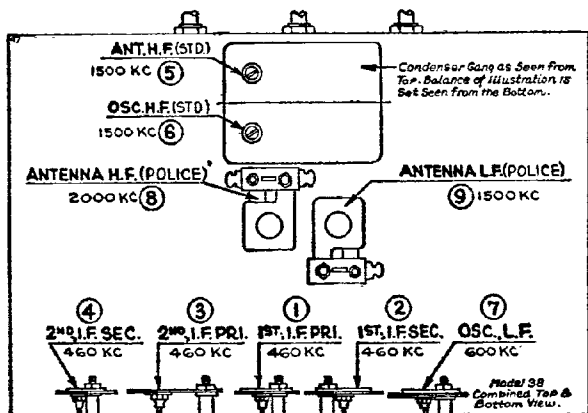 ANT. H.F. (STD.)
1500 KC 5
Condenser Gang as Seen from
Top. Balance of Illustration is
Set Seen from the Bottom.
OSC. H.F. (STD)
1500 KC 6
ANTENNA H.F. (POLICE)
2000 KC 8
ANTENNA L.F. (POLICE)
9 1500 KC
4
2ND, I.F. SEC.
460 KC
3
2ND, I.F. PRI.
460 KC
1
1ST, I.F. PRI.
460 KC
2
1ST, I.F. SEC.
460 KC
7
OSC., L.F.
600 KC
Model 38
Combined Top &
Bottom View.